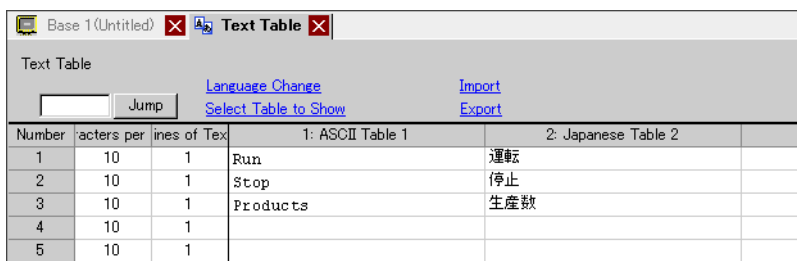 Base 1(Untitled) Text Table
Text Table
Language Change Import
Jump Select Table to Show Export
Number racters per ines of Tex 1: ASCII Table 1 2: Japanese Table 2
1 10 1 Run 運転
2 10 1 Stop 停止
3 10 1 Products 生産数
4 10 1
5 10 1